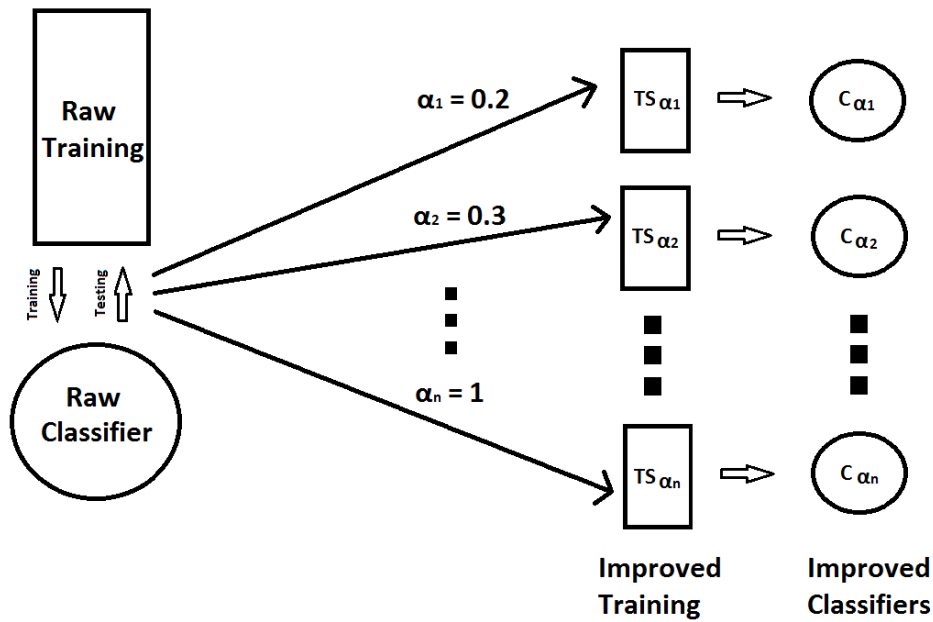 Raw
Training
Training
Testing
Raw
Classifier
α₁ = 0.2
α₂ = 0.3
αₙ = 1
TS α1
C α1
TS α2
C α2
TS αn
C αn
Improved
Training
Improved
Classifiers